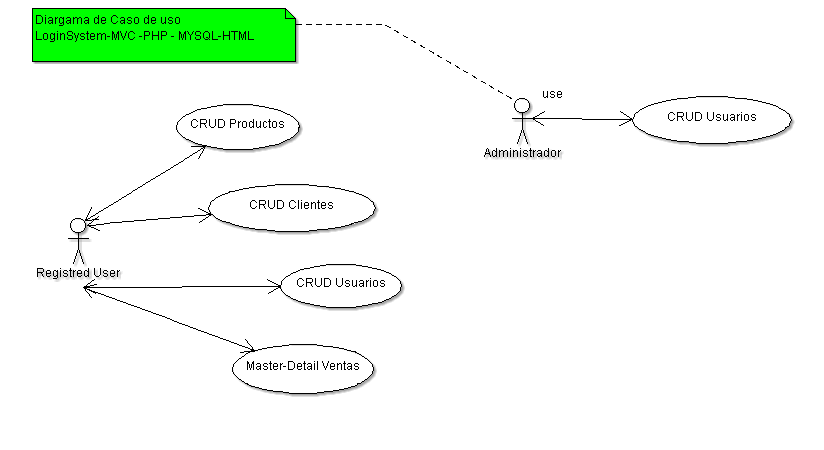 Diargama de Caso de uso
LoginSystem-MVC -PHP - MYSQL-HTML
use
CRUD Productos
CRUD Usuarios
Administrador
CRUD Clientes
Registred User
CRUD Usuarios
Master-Detail Ventas